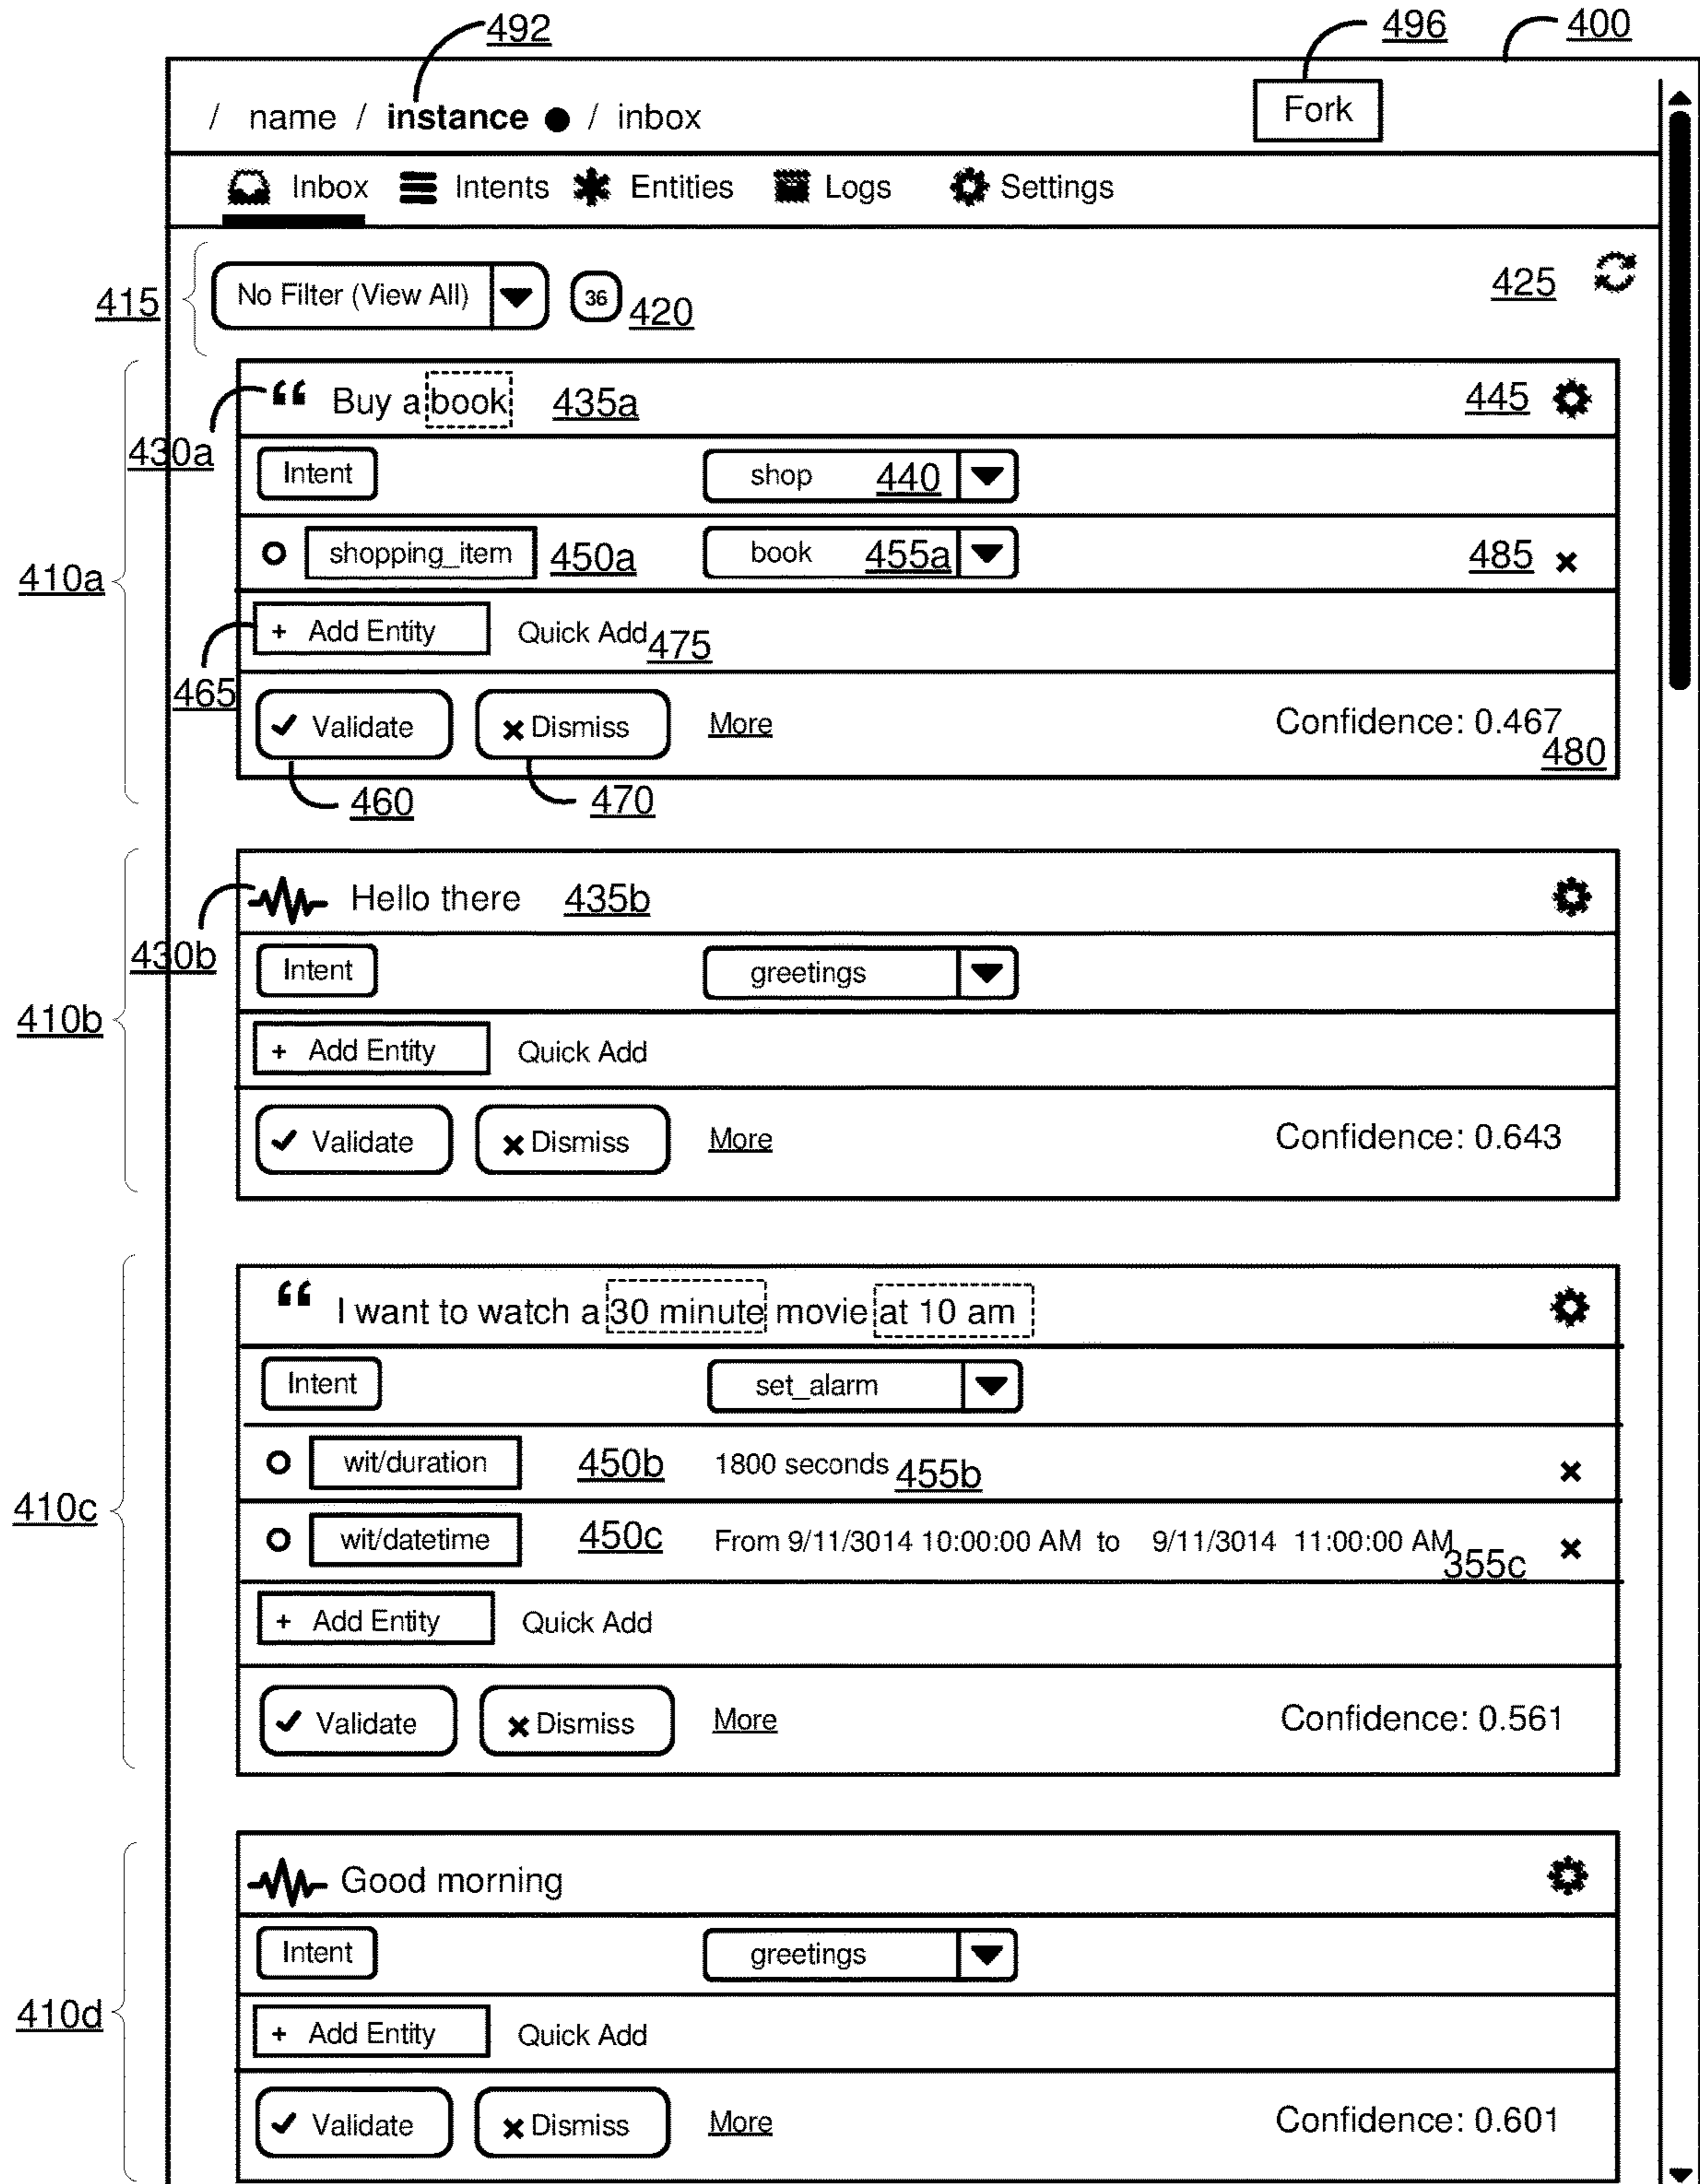 492 496 400
/ name / instance ● / inbox Fork
Inbox Intents Entities Logs Settings
415 No Filter (View All) 36 420 425
“ Buy a book 435a 445
430a Intent shop 440
410a shopping_item 450a book 455a 485 ×
+ Add Entity Quick Add 475
465 ✓ Validate × Dismiss More Confidence: 0.467
480
460 470
Hello there 435b
430b Intent greetings
410b + Add Entity Quick Add
✓ Validate × Dismiss More Confidence: 0.643
“ I want to watch a 30 minute movie at 10 am
Intent set_alarm
wit/duration 450b 1800 seconds 455b ×
410c wit/datetime 450c From 9/11/3014 10:00:00 AM to 9/11/3014 11:00:00 AM 355c ×
+ Add Entity Quick Add
✓ Validate × Dismiss More Confidence: 0.561
Good morning
Intent greetings
410d + Add Entity Quick Add
✓ Validate × Dismiss More Confidence: 0.601